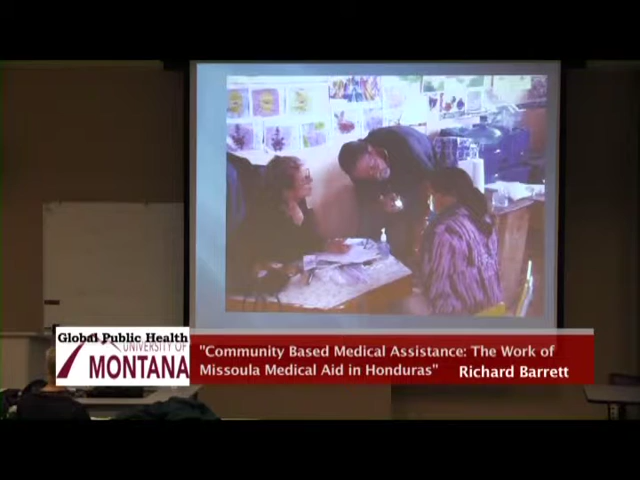 Global Public Health
UNIVERSITY OF
MONTANA
"Community Based Medical Assistance: The Work of
Missoula Medical Aid in Honduras"
Richard Barrett